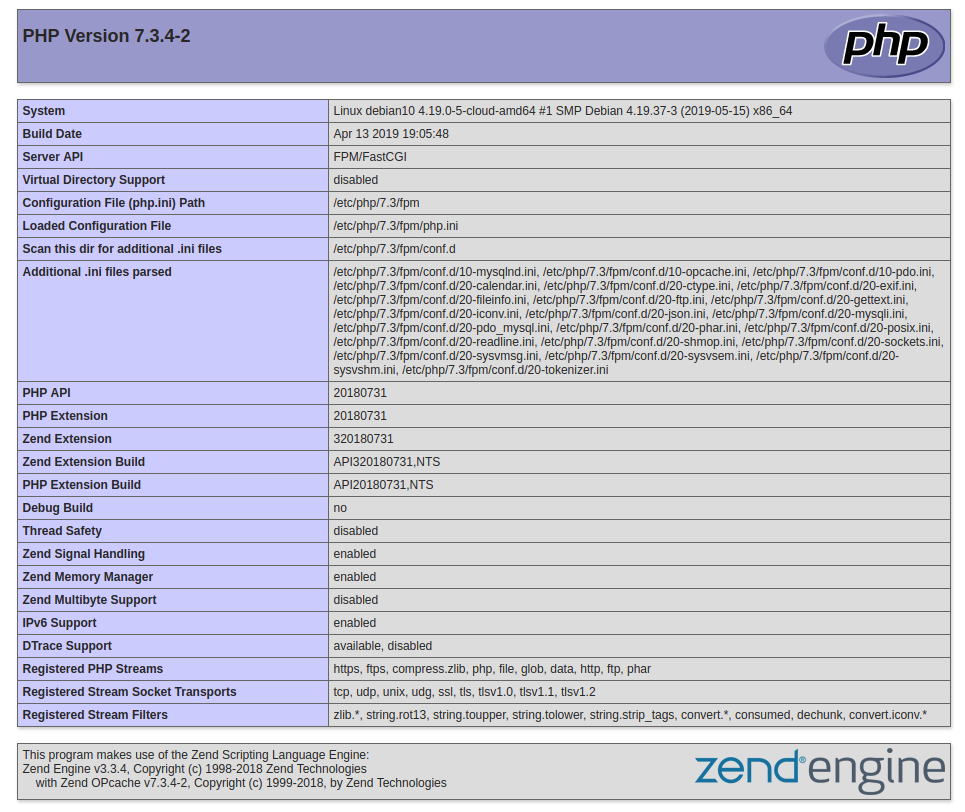 PHP Version 7.3.4-2
php
System Linux debian10 4.19.0-5-cloud-amd64 #1 SMP Debian 4.19.37-3 (2019-05-15) x86_64
Build Date Apr 13 2019 19:05:48
Server API FPM/FastCGI
Virtual Directory Support disabled
Configuration File (php.ini) Path /etc/php/7.3/fpm
Loaded Configuration File /etc/php/7.3/fpm/php.ini
Scan this dir for additional .ini files /etc/php/7.3/fpm/conf.d
Additional .ini files parsed /etc/php/7.3/fpm/conf.d/10-mysqlnd.ini, /etc/php/7.3/fpm/conf.d/10-opcache.ini, /etc/php/7.3/fpm/conf.d/10-pdo.ini,
/etc/php/7.3/fpm/conf.d/20-calendar.ini, /etc/php/7.3/fpm/conf.d/20-ctype.ini, /etc/php/7.3/fpm/conf.d/20-exif.ini,
/etc/php/7.3/fpm/conf.d/20-fileinfo.ini, /etc/php/7.3/fpm/conf.d/20-ftp.ini, /etc/php/7.3/fpm/conf.d/20-gettext.ini,
/etc/php/7.3/fpm/conf.d/20-iconv.ini, /etc/php/7.3/fpm/conf.d/20-json.ini, /etc/php/7.3/fpm/conf.d/20-mysqli.ini,
/etc/php/7.3/fpm/conf.d/20-pdo_mysql.ini, /etc/php/7.3/fpm/conf.d/20-phar.ini, /etc/php/7.3/fpm/conf.d/20-posix.ini,
/etc/php/7.3/fpm/conf.d/20-readline.ini, /etc/php/7.3/fpm/conf.d/20-shmop.ini, /etc/php/7.3/fpm/conf.d/20-sockets.ini,
/etc/php/7.3/fpm/conf.d/20-sysvmsg.ini, /etc/php/7.3/fpm/conf.d/20-sysvsem.ini, /etc/php/7.3/fpm/conf.d/20-
sysvshm.ini, /etc/php/7.3/fpm/conf.d/20-tokenizer.ini
PHP API 20180731
PHP Extension 20180731
Zend Extension 320180731
Zend Extension Build API320180731,NTS
PHP Extension Build API20180731,NTS
Debug Build no
Thread Safety disabled
Zend Signal Handling enabled
Zend Memory Manager enabled
Zend Multibyte Support disabled
IPv6 Support enabled
DTrace Support available, disabled
Registered PHP Streams https, ftps, compress.zlib, php, file, glob, data, http, ftp, phar
Registered Stream Socket Transports tcp, udp, unix, udg, ssl, tls, tlsv1.0, tlsv1.1, tlsv1.2
Registered Stream Filters zlib.*, string.rot13, string.toupper, string.tolower, string.strip_tags, convert.*, consumed, dechunk, convert.iconv.*
This program makes use of the Zend Scripting Language Engine:
Zend Engine v3.3.4, Copyright (c) 1998-2018 Zend Technologies
with Zend OPcache v7.3.4-2, Copyright (c) 1999-2018, by Zend Technologies
zend® engine